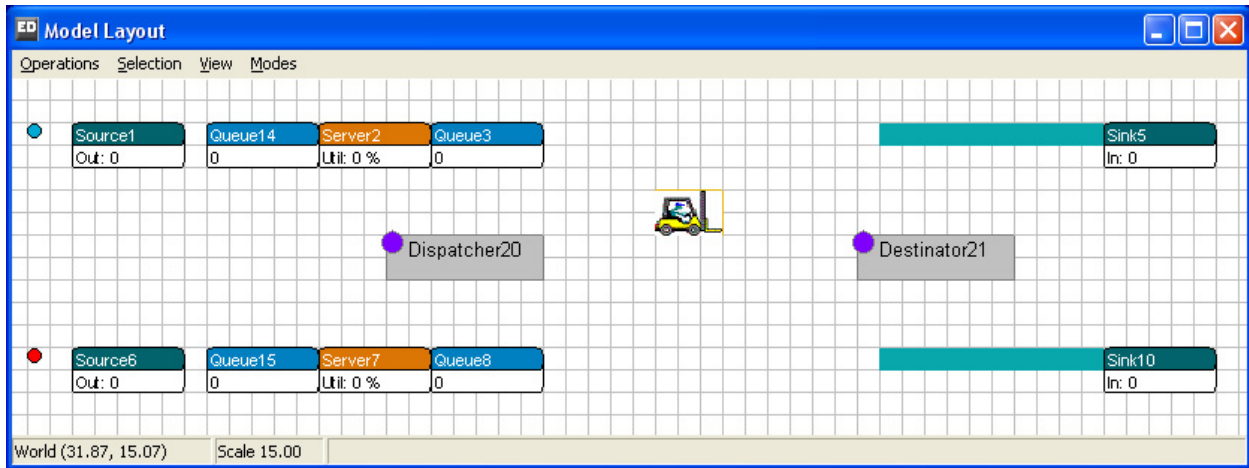 ED Model Layout
Operations Selection View Modes
Source1 Queue14 Server2 Queue3 Sink5
Out: 0 0 Util: 0 % 0 In: 0
Dispatcher20 Destinator21
Source6 Queue15 Server7 Queue8 Sink10
Out: 0 0 Util: 0 % 0 In: 0
World (31.87, 15.07) Scale 15.00